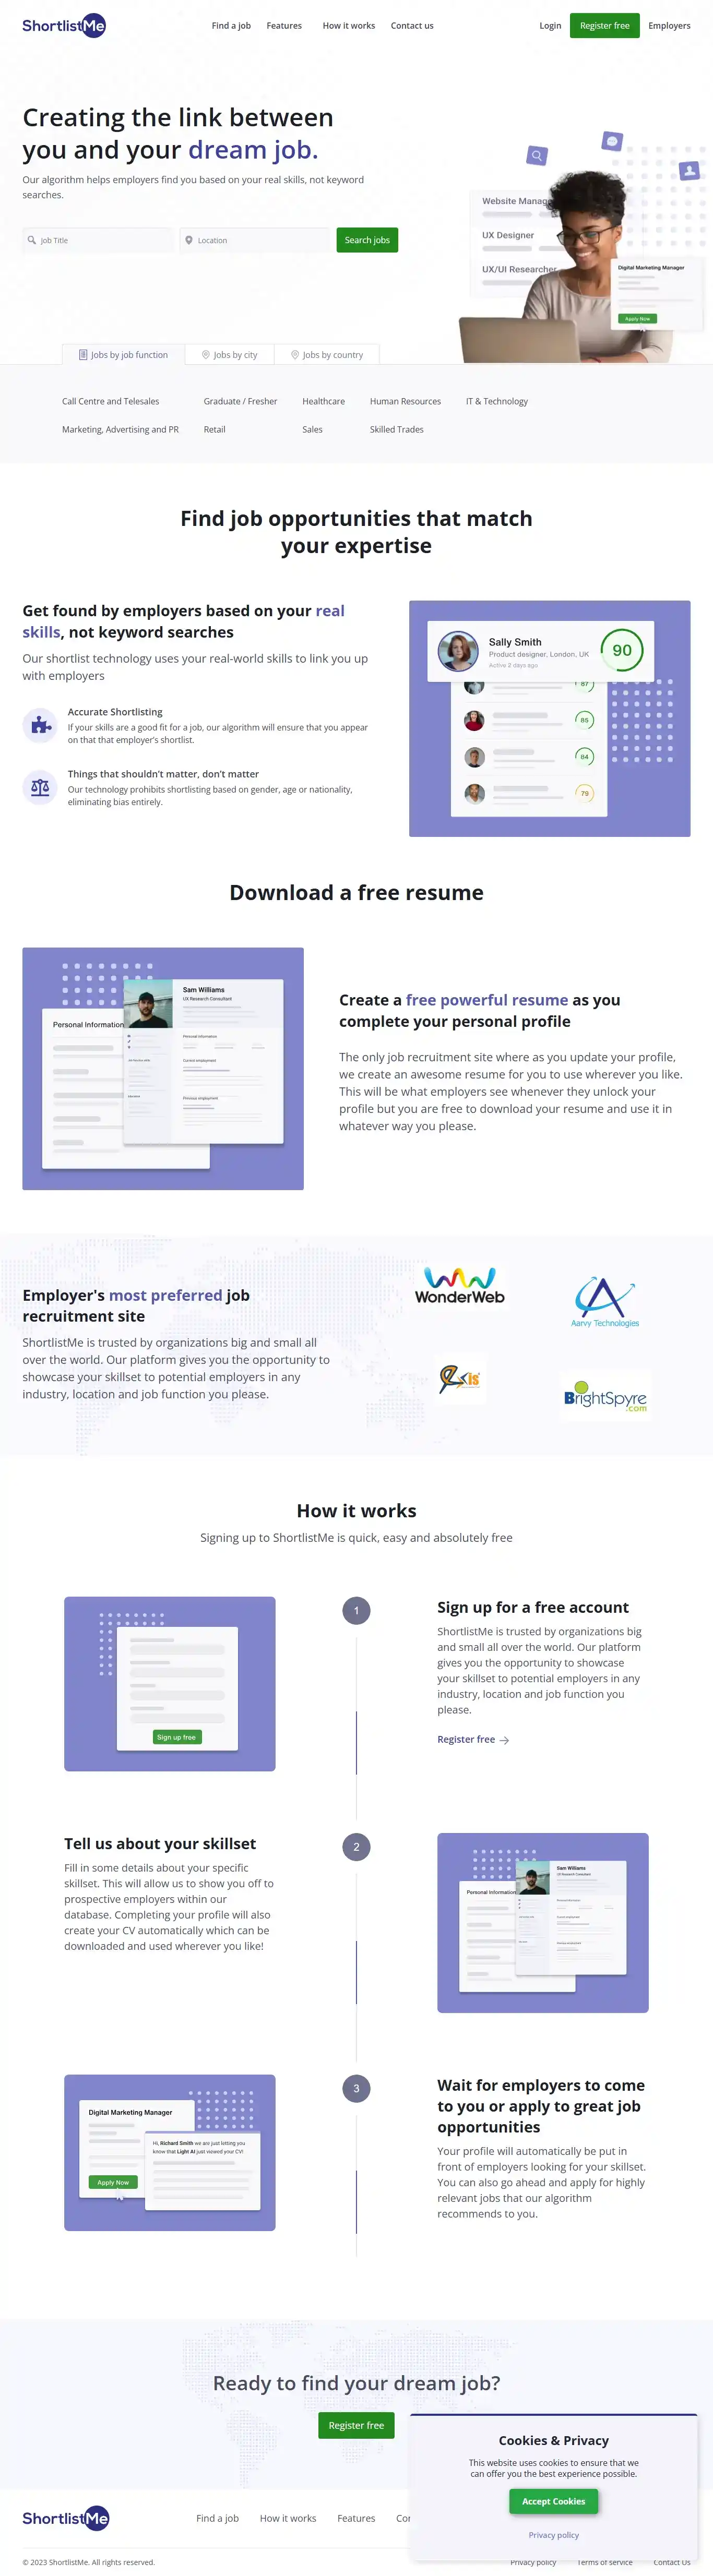 ShortlistMe
Find a job
Features
How it works
Contact us
Login
Register free
Employers
Creating the link between
you and your dream job.
Our algorithm helps employers find you based on your real skills, not keyword
searches.
Job Title
Location
Search jobs
Website Manag
UX Designer
UX/UI Researcher
Digital Marketing Manager
Apply Now
Jobs by job function
Jobs by city
Jobs by country
Call Centre and Telesales
Graduate / Fresher
Healthcare
Human Resources
IT & Technology
Marketing, Advertising and PR
Retail
Sales
Skilled Trades
Find job opportunities that match
your expertise
Get found by employers based on your real
skills, not keyword searches
Our shortlist technology uses your real-world skills to link you up
with employers
Accurate Shortlisting
If your skills are a good fit for a job, our algorithm will ensure that you appear
on that that employer's shortlist.
Things that shouldn't matter, don't matter
Our technology prohibits shortlisting based on gender, age or nationality,
eliminating bias entirely.
Sally Smith
Product designer, London, UK
Active 2 days ago
90
87
85
84
79
Download a free resume
Personal Information
Sam Williams
UX Research Consultant
Personal information
Current employment
Previous employment
Create a free powerful resume as you
complete your personal profile
The only job recruitment site where as you update your profile,
we create an awesome resume for you to use wherever you like.
This will be what employers see whenever they unlock your
profile but you are free to download your resume and use it in
whatever way you please.
Employer's most preferred job
recruitment site
ShortlistMe is trusted by organizations big and small all
over the world. Our platform gives you the opportunity to
showcase your skillset to potential employers in any
industry, location and job function you please.
WonderWeb
Aarvy Technologies
BrightSpyre
.com
How it works
Signing up to ShortlistMe is quick, easy and absolutely free
Sign up free
1
Sign up for a free account
ShortlistMe is trusted by organizations big
and small all over the world. Our platform
gives you the opportunity to showcase
your skillset to potential employers in any
industry, location and job function you
please.
Register free
Tell us about your skillset
Fill in some details about your specific
skillset. This will allow us to show you off to
prospective employers within our
database. Completing your profile will also
create your CV automatically which can be
downloaded and used wherever you like!
2
Personal Information
Sam Williams
UX Research Consultant
Digital Marketing Manager
Apply Now
Hi, Richard Smith we are just letting you
know that Light AI just viewed your CV!
3
Wait for employers to come
to you or apply to great job
opportunities
Your profile will automatically be put in
front of employers looking for your skillset.
You can also go ahead and apply for highly
relevant jobs that our algorithm
recommends to you.
Ready to find your dream job?
Register free
Cookies & Privacy
This website uses cookies to ensure that we
can offer you the best experience possible.
Accept Cookies
Privacy policy
ShortlistMe
Find a job
How it works
Features
Cor
© 2023 ShortlistMe. All rights reserved.
Privacy policy
Terms of service
Contact Us